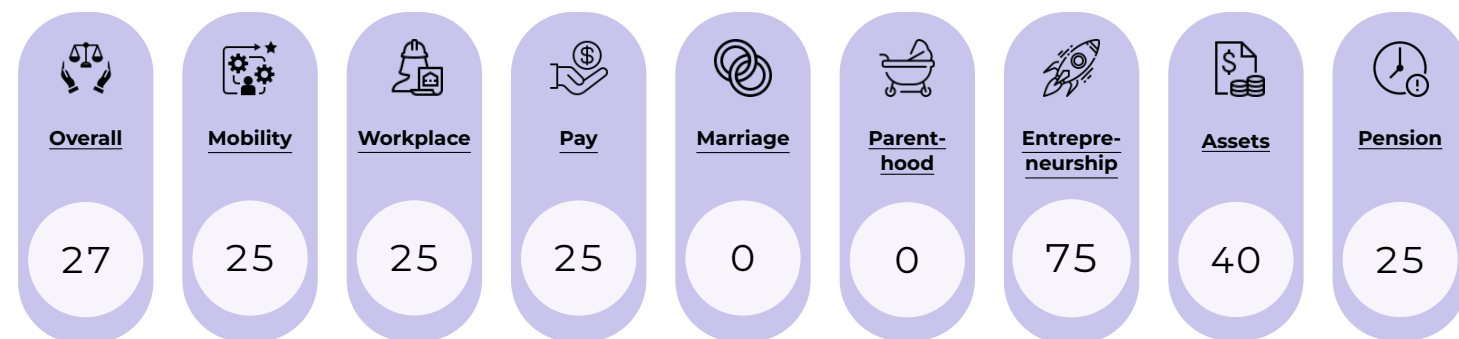 $
$
!
Overall
Mobility
Workplace
Pay
Marriage
Parent-
hood
Entrepre-
neurship
Assets
Pension
27
25
25
25
0
0
75
40
25